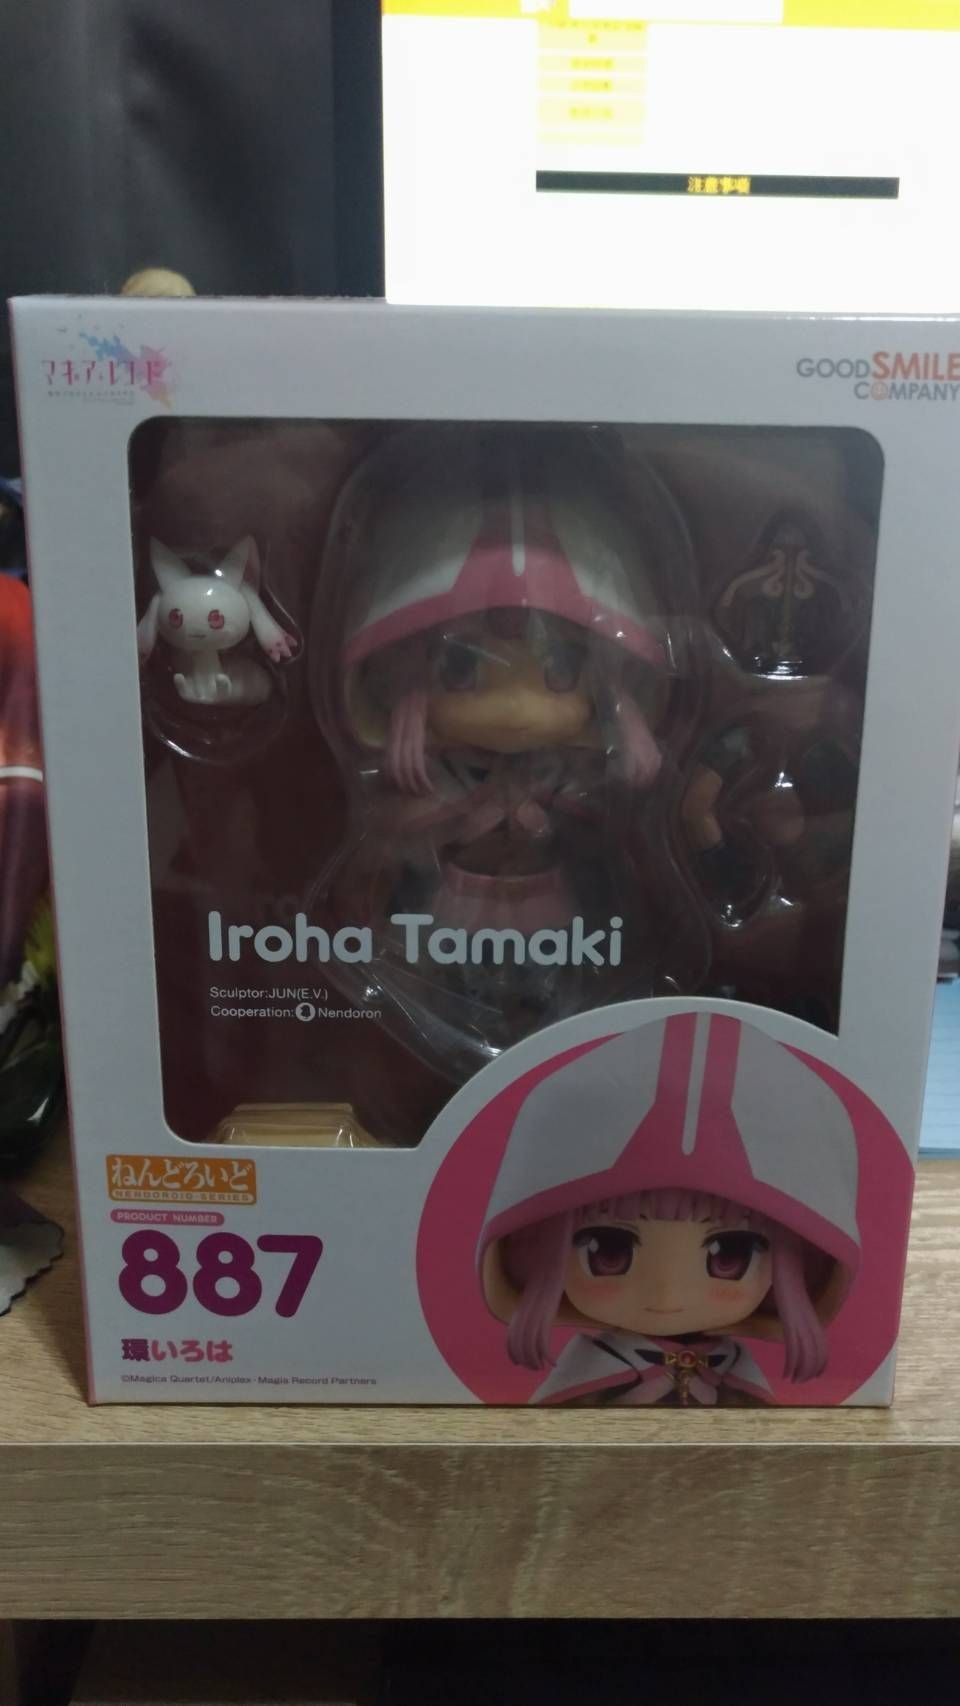 注意事項
マギアレコード
GOOD SMILE
COMPANY
Iroha Tamaki
Sculptor:JUN(E.V.)
Cooperation: Nendoron
ねんどろいど
NENDOROID-SERIES
PRODUCT NUMBER
887
環いろは
©Magica Quartet/Aniplex・Magia Record Partners